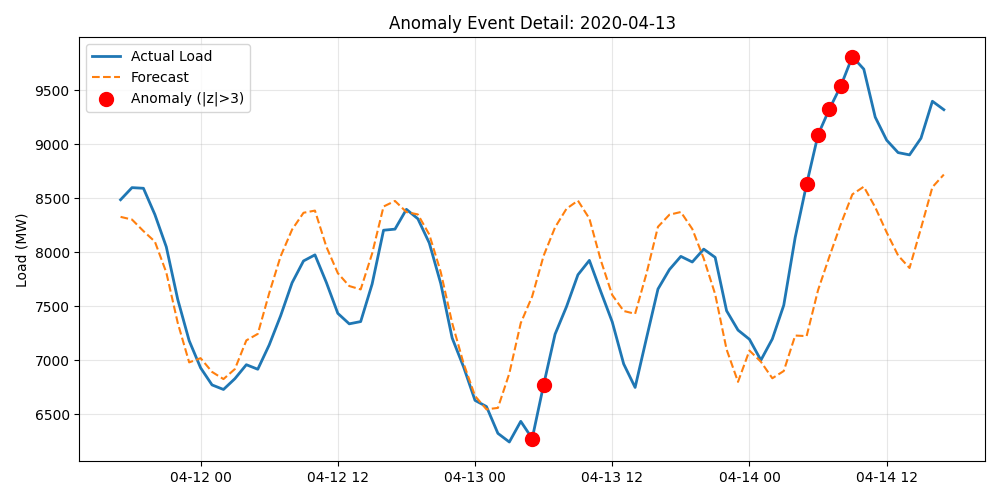 Anomaly Event Detail: 2020-04-13
Actual Load
Forecast
Anomaly (|z|>3)
Load (MW)
9500
9000
8500
8000
7500
7000
6500
04-12 00
04-12 12
04-13 00
04-13 12
04-14 00
04-14 12